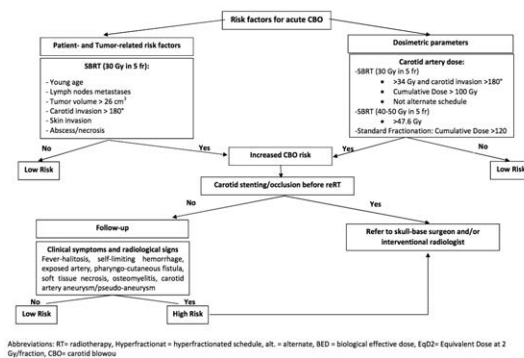 Risk factors for acute CBO
Patient- and Tumor-related risk factors
SBRT (30 Gy in 5 fr)
- Young age
- Lymph nodes metastases
- Tumor volume > 26 cm³
- Carotid invasion > 180°
- Skin invasion
- Abscess/necrosis
Dosimetric parameters
Carotid artery dose:
-SBRT (30 Gy in 5 fr)
• >34 Gy and carotid invasion >180°
• Cumulative Dose > 100 Gy
• Not alternate schedule
-SBRT (40-50 Gy in 5 fr)
• >47.6 Gy
-Standard Fractionation: Cumulative Dose >120
No
Yes
Yes
No
Low Risk
Increased CBO risk
Low Risk
Carotid stenting/occlusion before reRT
No
Yes
Follow-up
Refer to skull-base surgeon and/or
interventional radiologist
Clinical symptoms and radiological signs
Fever-halitosis, self-limiting hemorrhage,
exposed artery, pharyngo-cutaneous fistula,
soft tissue necrosis, osteomyelitis, carotid
artery aneurysm/pseudo-aneurysm
No
Yes
Low Risk
High Risk
Abbreviations: RT= radiotherapy, Hyperfractionat = hyperfractionated schedule, alt. = alternate, BED = biological effective dose, EqD2= Equivalent Dose at 2
Gy/fraction, CBO= carotid blowou